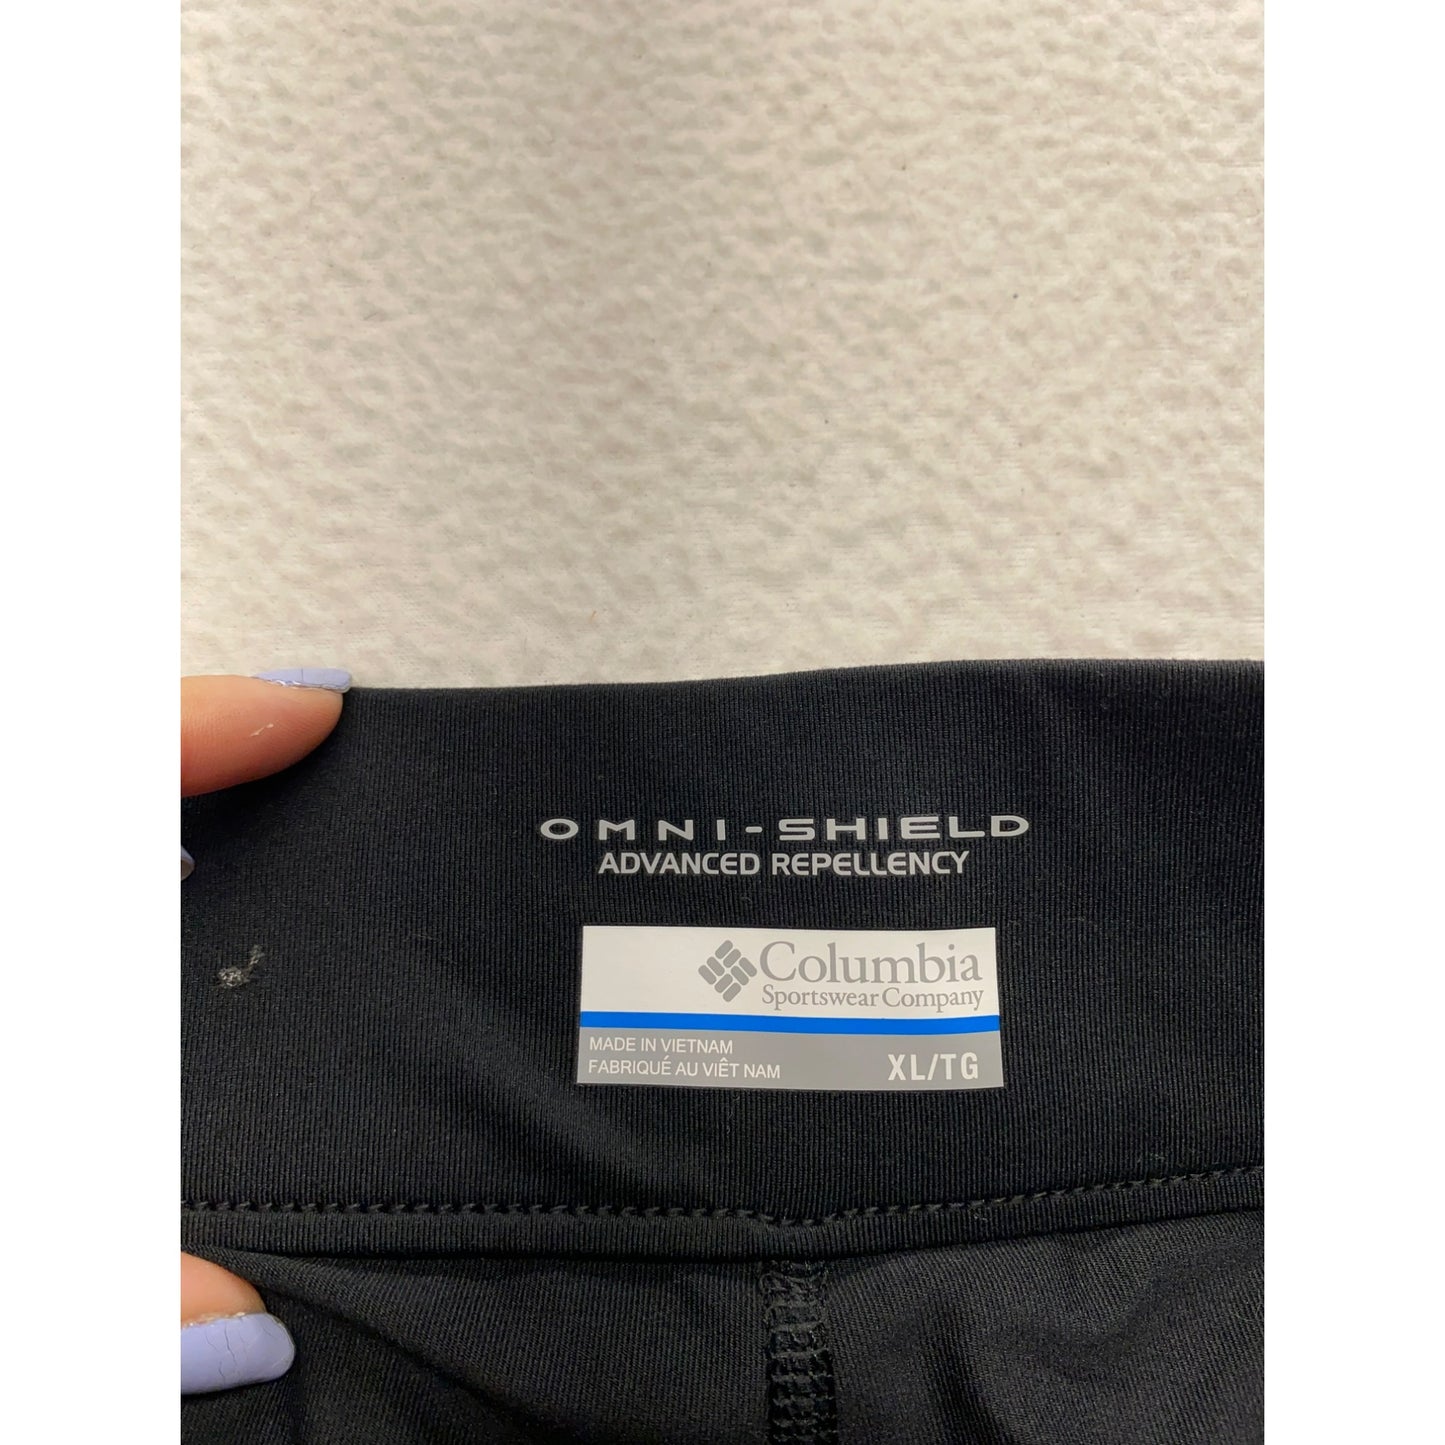 OMNI-SHIELD
ADVANCED REPELLENCY
Columbia
Sportswear Company
MADE IN VIETNAM
FABRIQUÉ AU VIÊT NAM
XL/TG